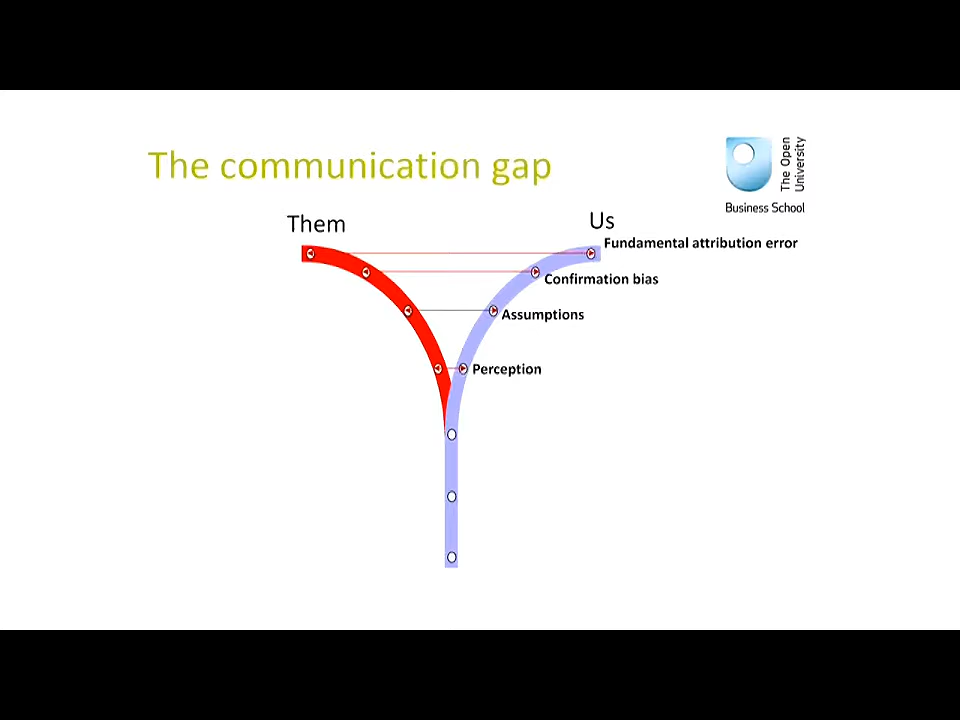 The communication gap
The Open
University
Business School
Them
Us
Fundamental attribution error
Confirmation bias
Assumptions
Perception